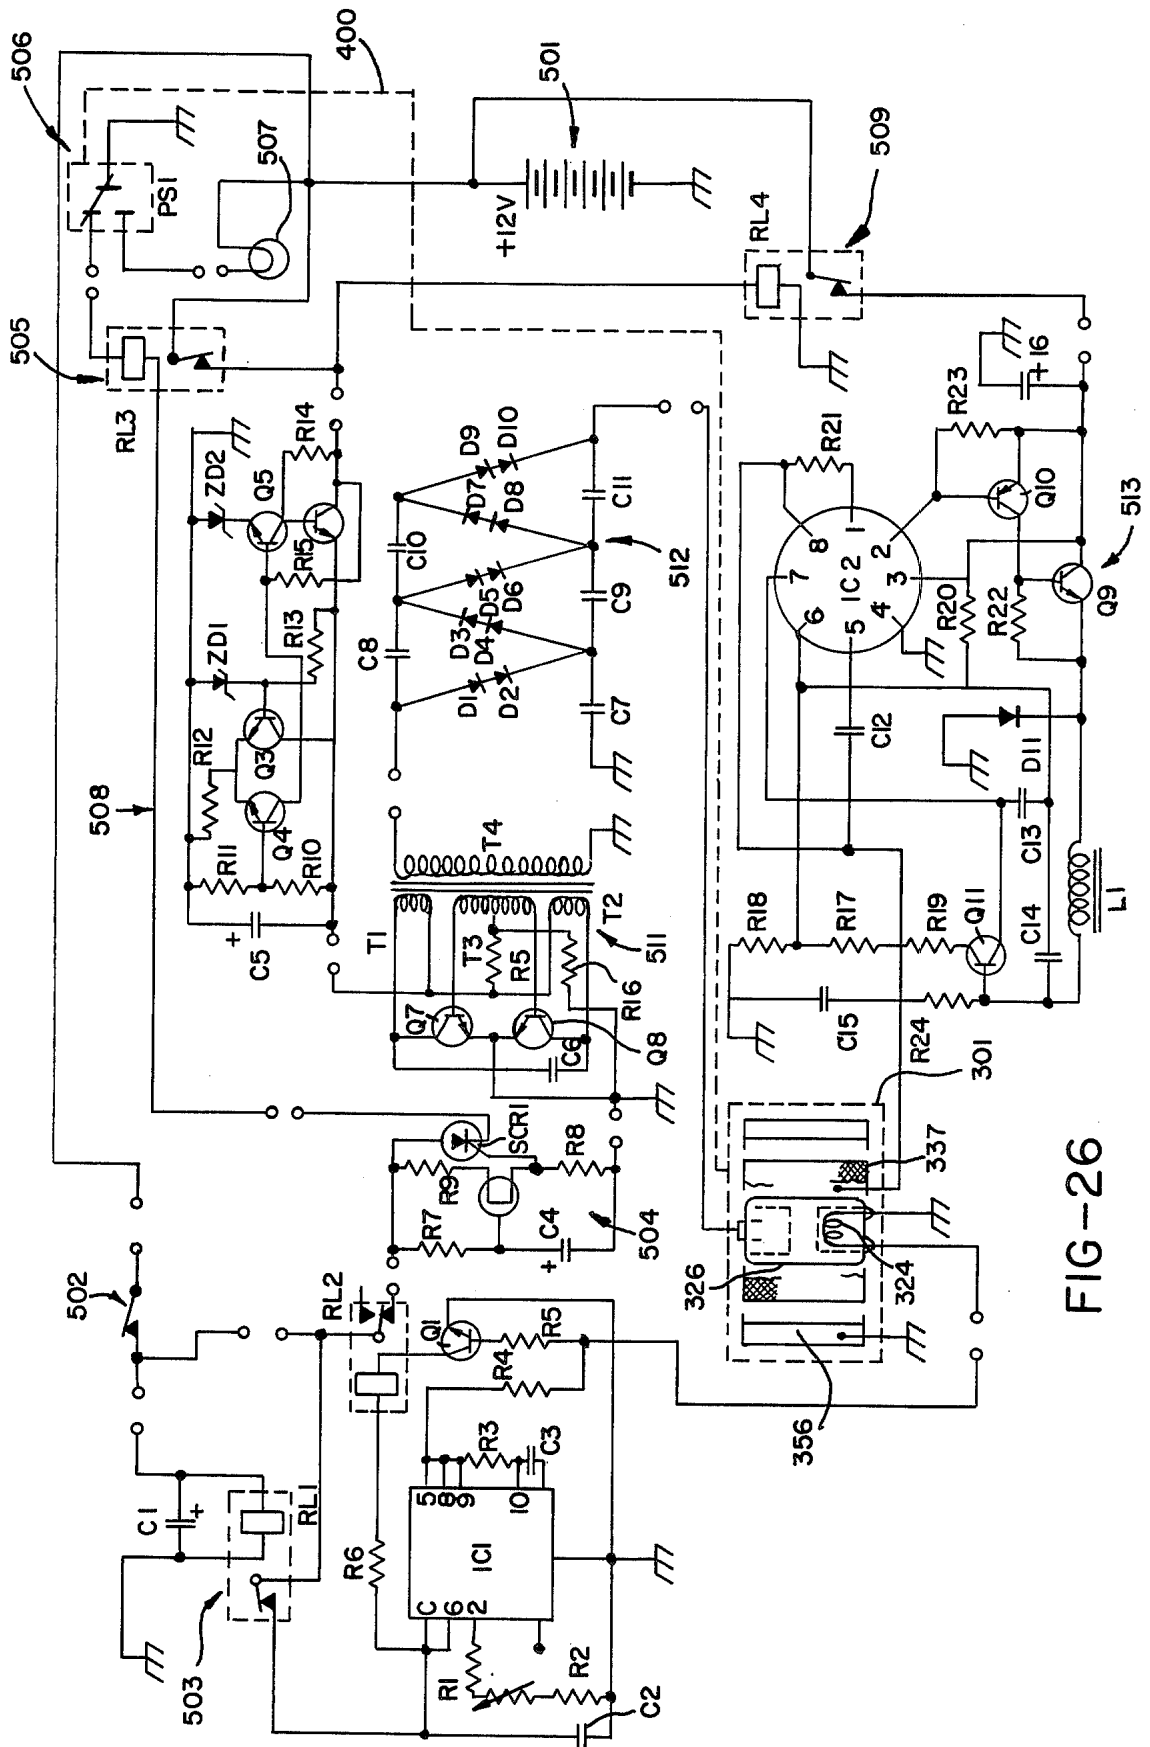 506
400
501
507
PS1
505
RL3
+12V
RL4
509
508
ZD2
Q5
R14
R15
ZD1
R13
R12
Q3
Q4
R11
R10
C5
+
D9
D10
D7
D8
C10
C11
D5
D6
D3
D4
C8
C9
512
D1
D2
C7
T4
T1
T3
T2
R5
R16
511
Q7
Q8
C6
SCR1
R9
R8
R7
C4
+
504
502
RL2
Q1
R5
R4
R3
C3
C1
+
RL1
503
R6
5
8
9
10
IC1
C
6
2
R1
R2
C2
+16
R23
R21
Q10
513
Q9
8
1
7
2
IC2
3
6
4
5
R20
R22
C12
D11
C13
C14
L1
R18
R17
R19
Q11
C15
R24
301
337
326
324
356
FIG-26